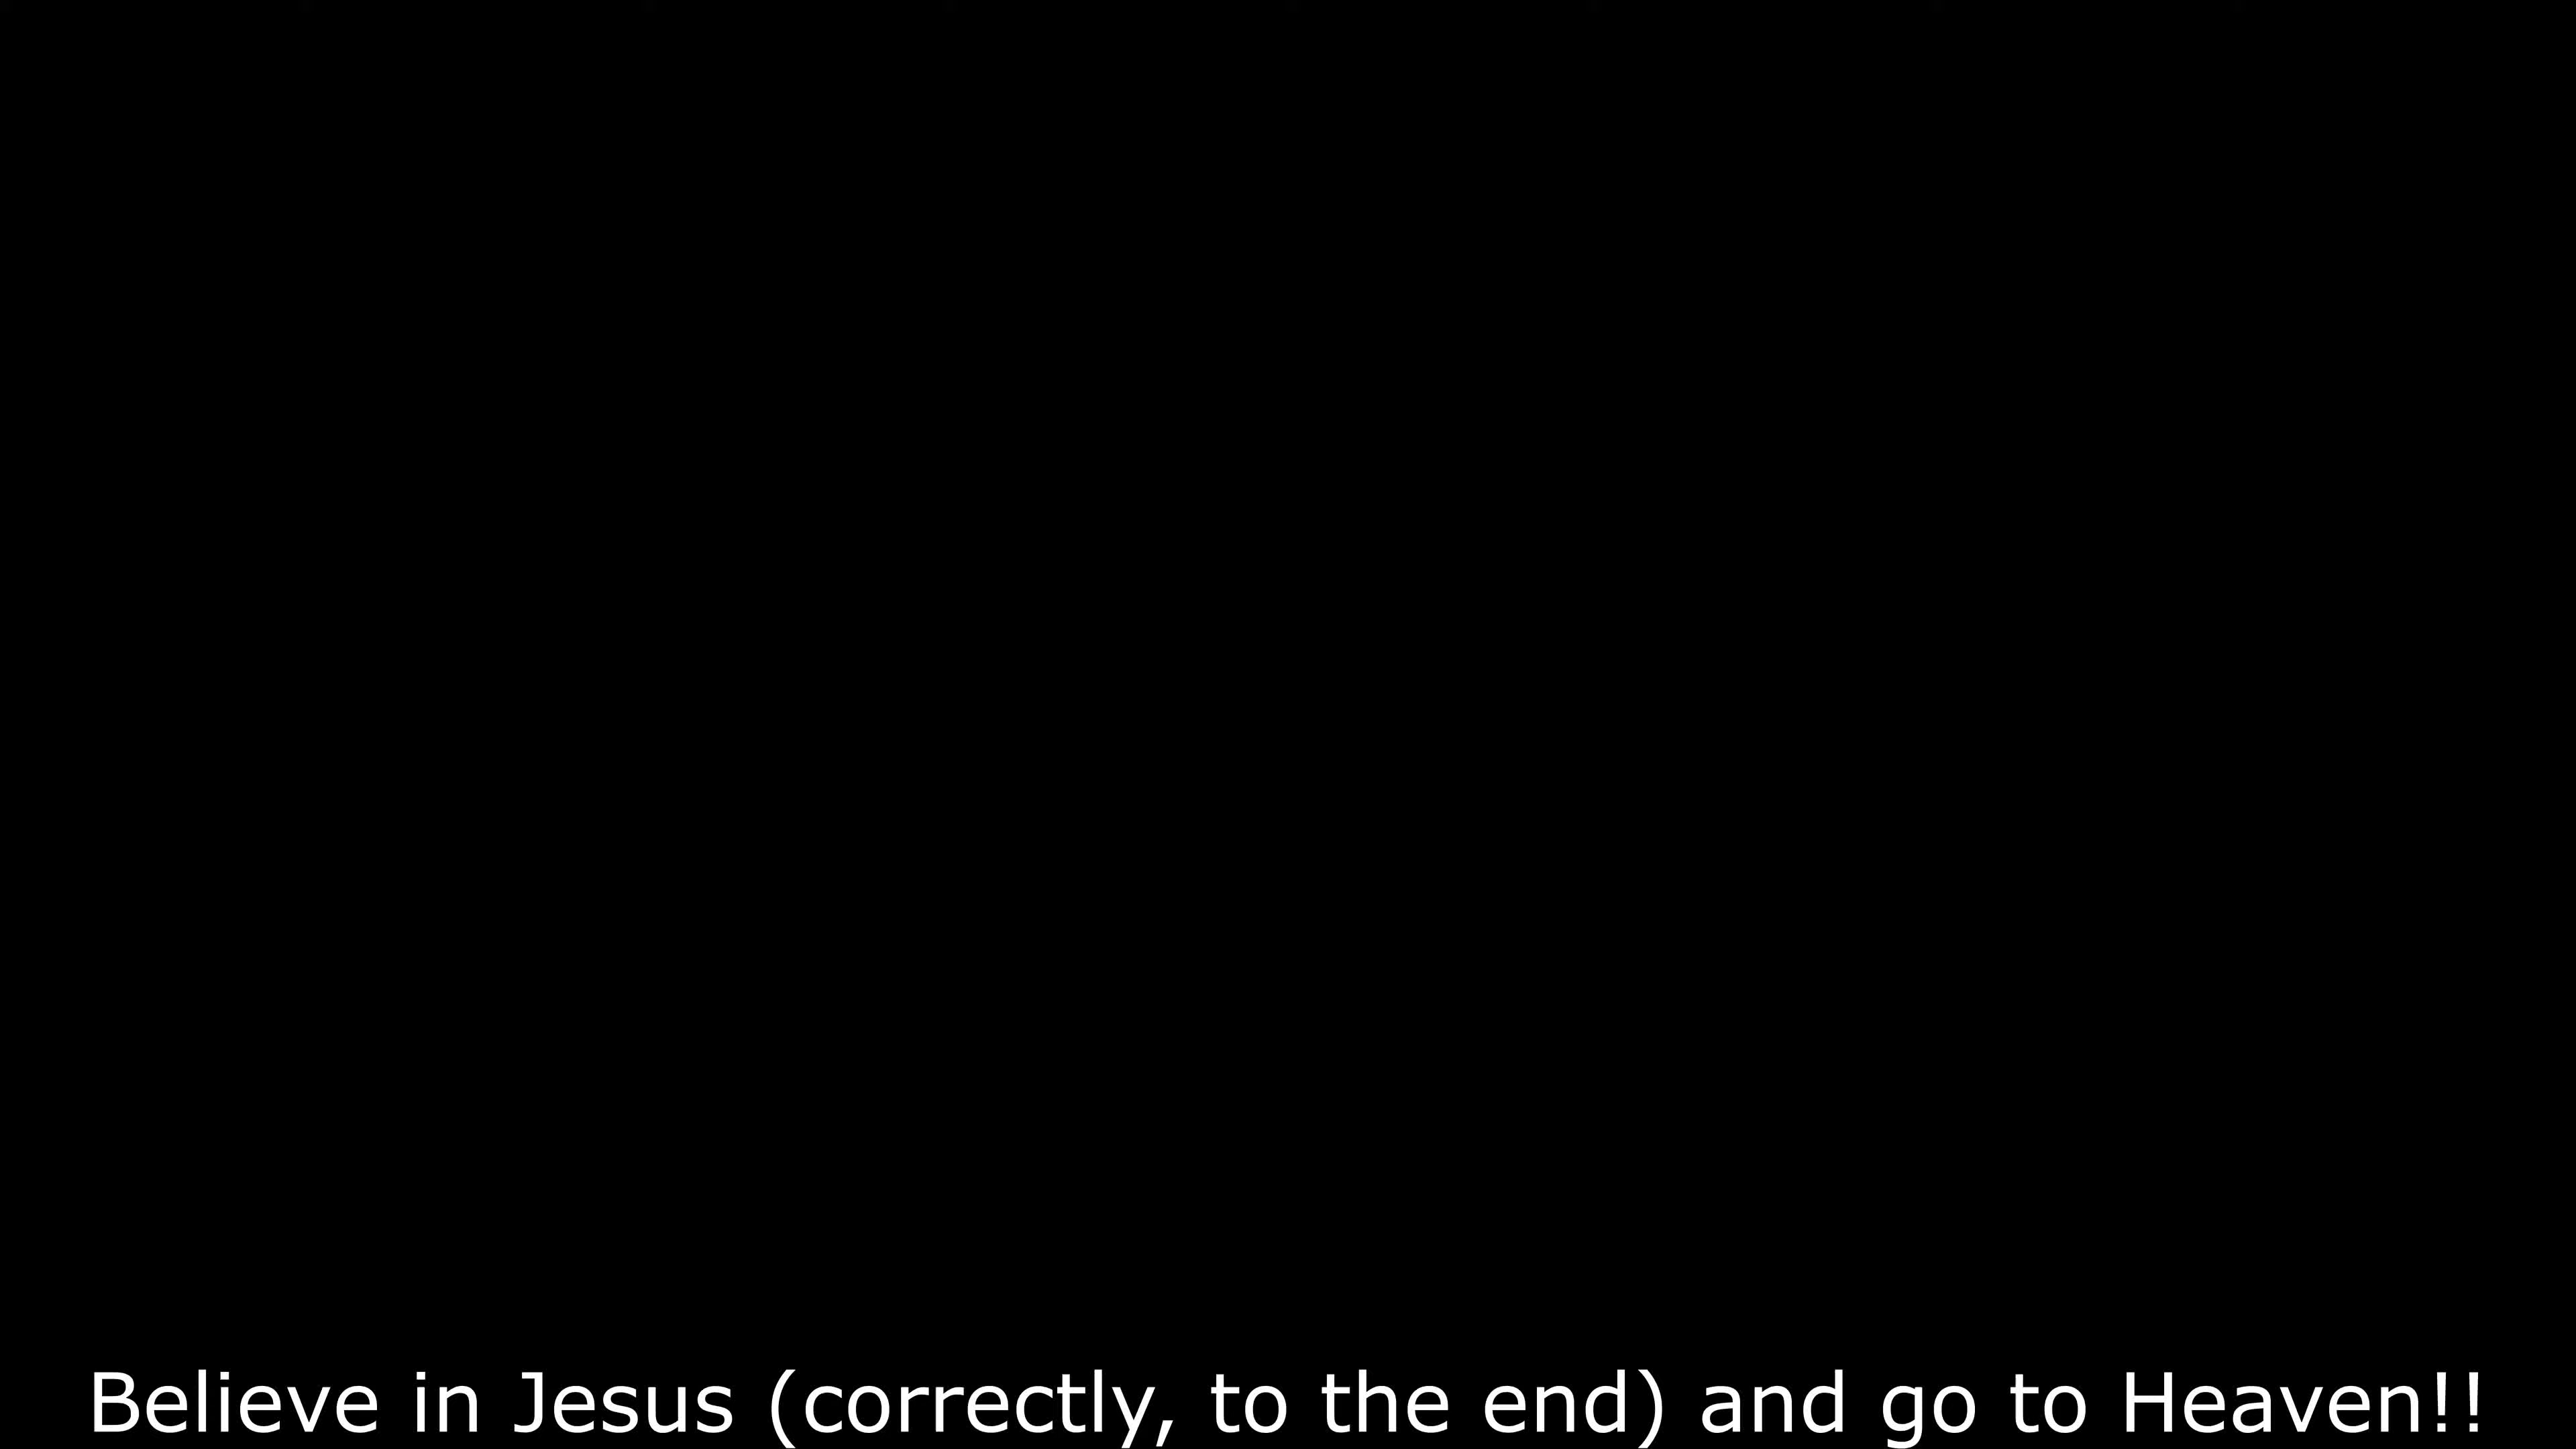 Believe in Jesus (correctly, to the end) and go to Heaven!!